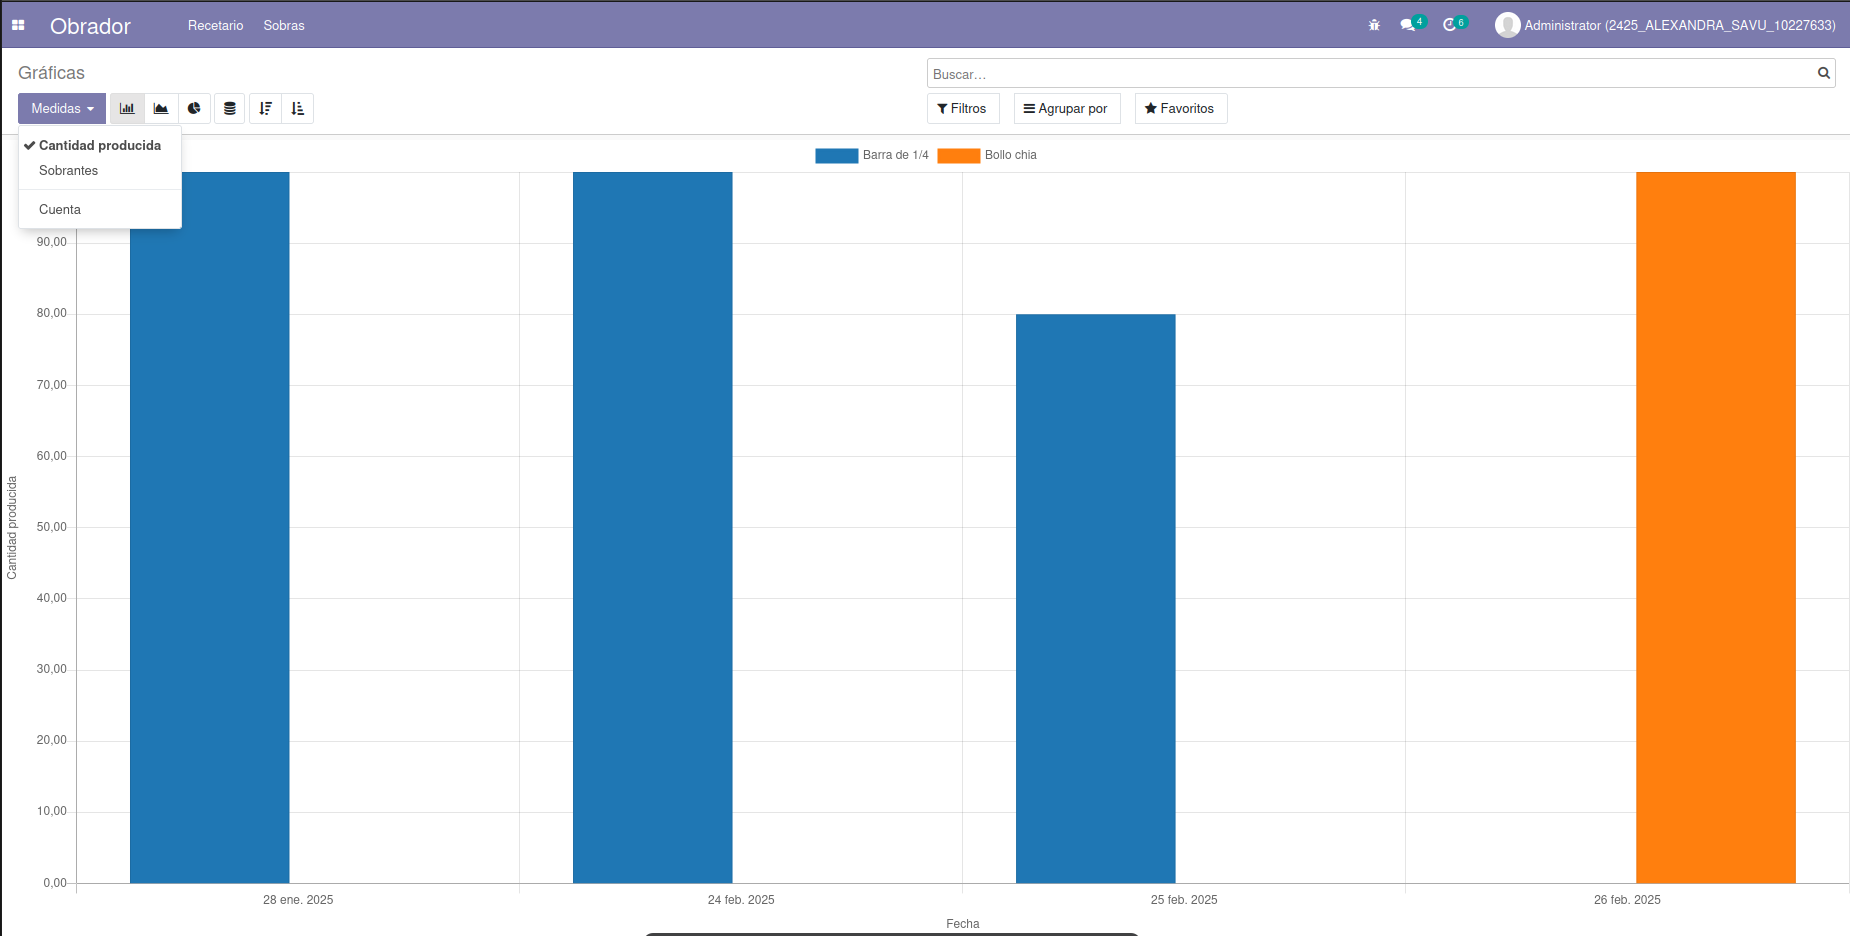 Obrador Recetario Sobras 4 6 Administrator (2425_ALEXANDRA_SAVU_10227633)
Gráficas Buscar...
Medidas Filtros Agrupar por Favoritos
Cantidad producida
Sobrantes
Cuenta
Barra de 1/4 Bollo chia
90,00
80,00
70,00
60,00
50,00
40,00
30,00
20,00
10,00
0,00
Cantidad producida
28 ene. 2025 24 feb. 2025 25 feb. 2025 26 feb. 2025
Fecha